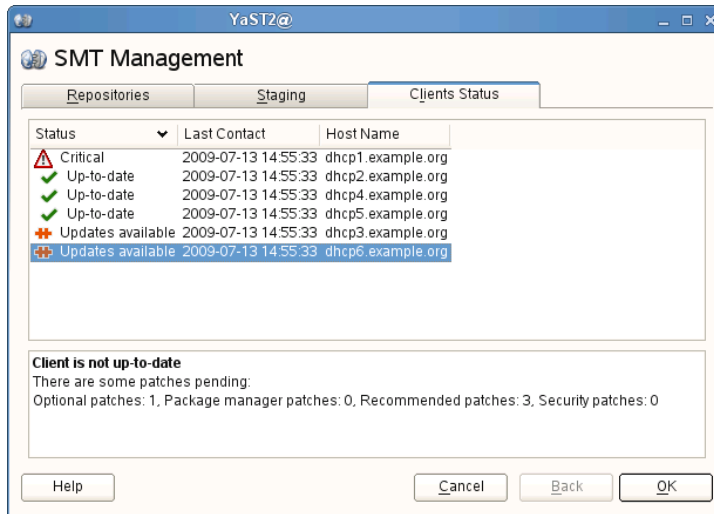 YaST2@
SMT Management
Repositories Staging Clients Status
Status Last Contact Host Name
Critical 2009-07-13 14:55:33 dhcp1.example.org
Up-to-date 2009-07-13 14:55:33 dhcp2.example.org
Up-to-date 2009-07-13 14:55:33 dhcp4.example.org
Up-to-date 2009-07-13 14:55:33 dhcp5.example.org
Updates available 2009-07-13 14:55:33 dhcp3.example.org
Updates available 2009-07-13 14:55:33 dhcp6.example.org
Client is not up-to-date
There are some patches pending:
Optional patches: 1, Package manager patches: 0, Recommended patches: 3, Security patches: 0
Help Cancel Back OK